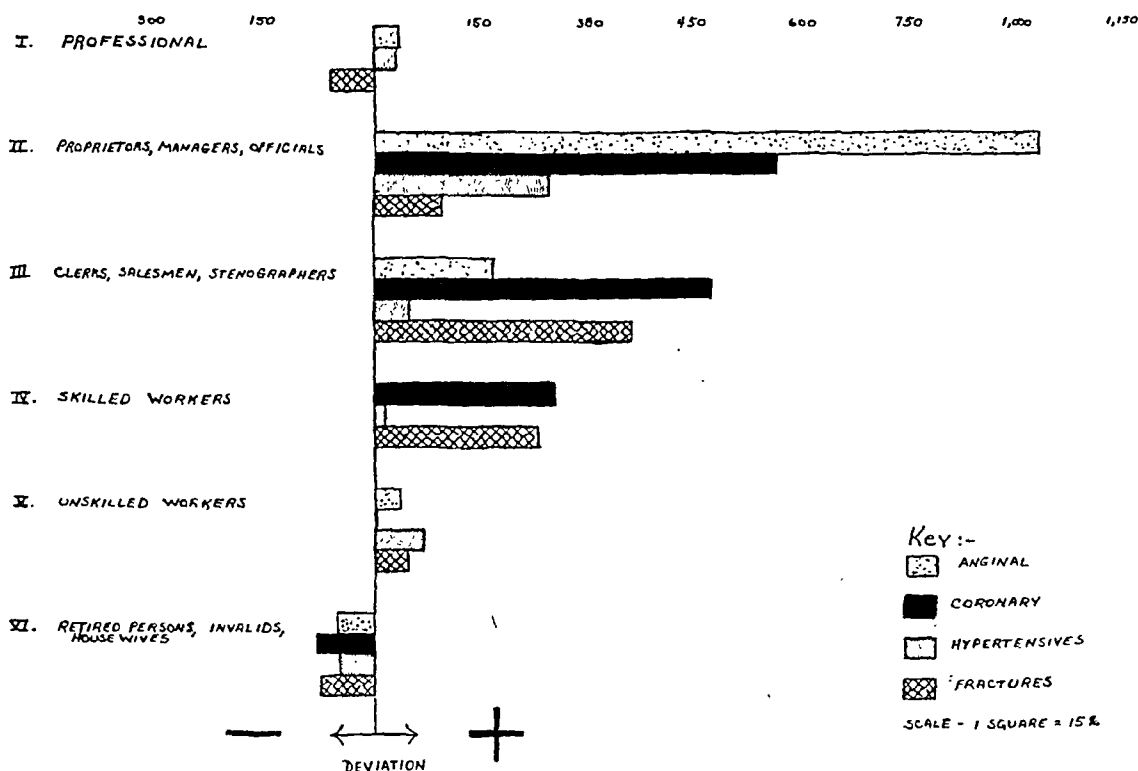 300 150 150 380 450 600 750 1,000 1,150
I. PROFESSIONAL
II. PROPRIETORS, MANAGERS, OFFICIALS
III CLERKS, SALESMEN, STENOGRAPHERS
IV. SKILLED WORKERS
V. UNSKILLED WORKERS
VI. RETIRED PERSONS, INVALIDS,
HOUSE WIVES
Key :-
ANGINAL
CORONARY
HYPERTENSIVES
FRACTURES
SCALE - 1 SQUARE = 15%
— +
DEVIATION